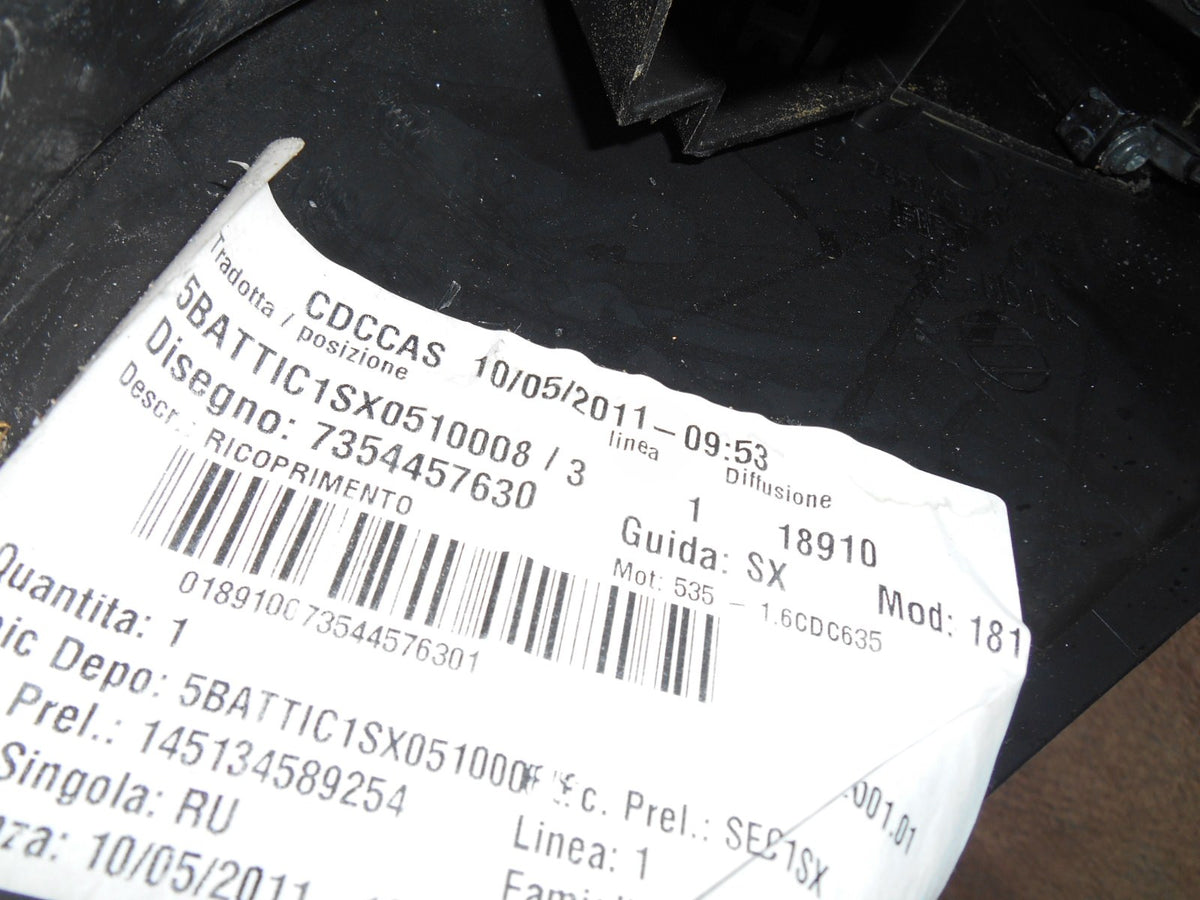 CDCCAS 10/05/2011 – 09:53
Tradotta / posizione linea Diffusione
5BATTIC1SX0510008 / 3 1 18910
Disegno: 7354457630 Guida: SX Mod: 181
Descr.: RICOPRIMENTO Mot: 535 – 1.6CDC635
Quantita: 1
Depo: 5BATTIC1SX051000
Prel.: 145134589254 Prel.: SEC1SX
Singola: RU Linea: 1
10/05/2011